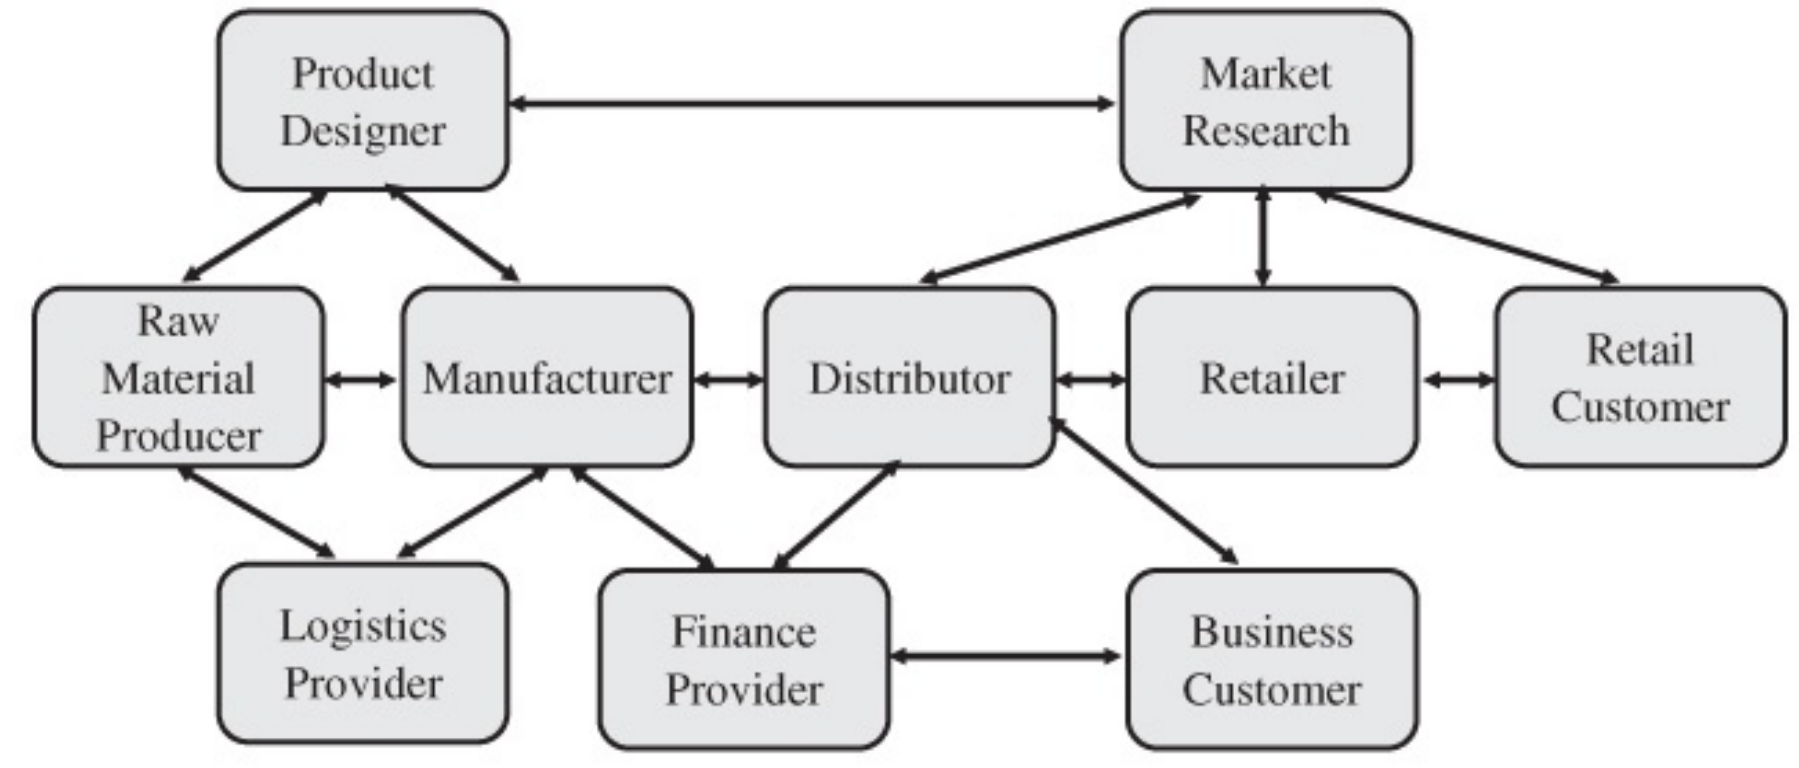 Product
Designer
Market
Research
Raw
Material
Producer
Manufacturer
Distributor
Retailer
Retail
Customer
Logistics
Provider
Finance
Provider
Business
Customer